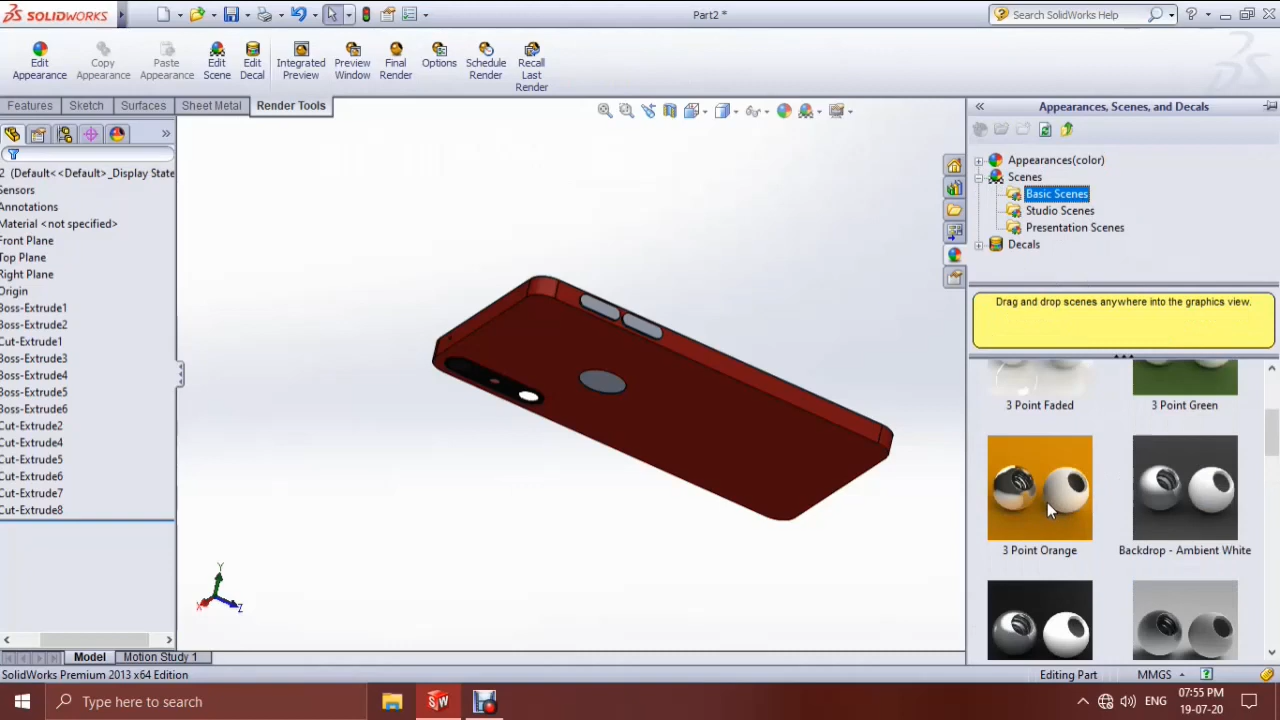 SOLIDWORKS
Part2 *
Search SolidWorks Help
Edit Appearance
Copy Appearance
Paste Appearance
Edit Scene
Edit Decal
Integrated Preview
Preview Window
Final Render
Options
Schedule Render
Recall Last Render
Features
Sketch
Surfaces
Sheet Metal
Render Tools
Appearances, Scenes, and Decals
Appearances(color)
Scenes
Basic Scenes
Studio Scenes
Presentation Scenes
Decals
Drag and drop scenes anywhere into the graphics view.
3 Point Faded
3 Point Green
3 Point Orange
Backdrop - Ambient White
2 (Default<<Default>_Display State
Sensors
Annotations
Material <not specified>
Front Plane
Top Plane
Right Plane
Origin
Boss-Extrude1
Boss-Extrude2
Cut-Extrude1
Boss-Extrude3
Boss-Extrude4
Boss-Extrude5
Boss-Extrude6
Cut-Extrude2
Cut-Extrude4
Cut-Extrude5
Cut-Extrude6
Cut-Extrude7
Cut-Extrude8
Y
X
Z
Model
Motion Study 1
SolidWorks Premium 2013 x64 Edition
Editing Part
MMGS
Type here to search
ENG
07:55 PM
19-07-20